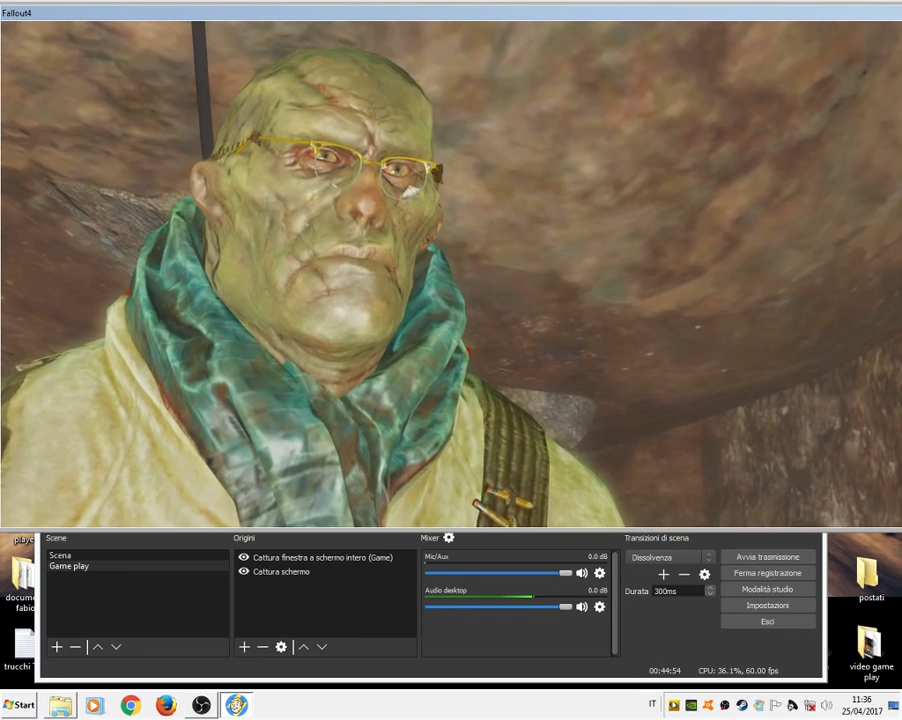 Fallout4
Scene
Origini
Mixer
Transizioni di scena
Scena
Game play
Cattura finestra a schermo intero (Game)
Cattura schermo
Mic/Aux
0.0 dB
Audio desktop
0.0 dB
Dissolvenza
Durata
300ms
Avvia trasmissione
Ferma registrazione
Modalità studio
Impostazioni
Esci
00:44:54
CPU: 36.1%, 60.00 fps
docume
fabio
trucchi
postati
video game
play
Start
IT
11:36
25/04/2017